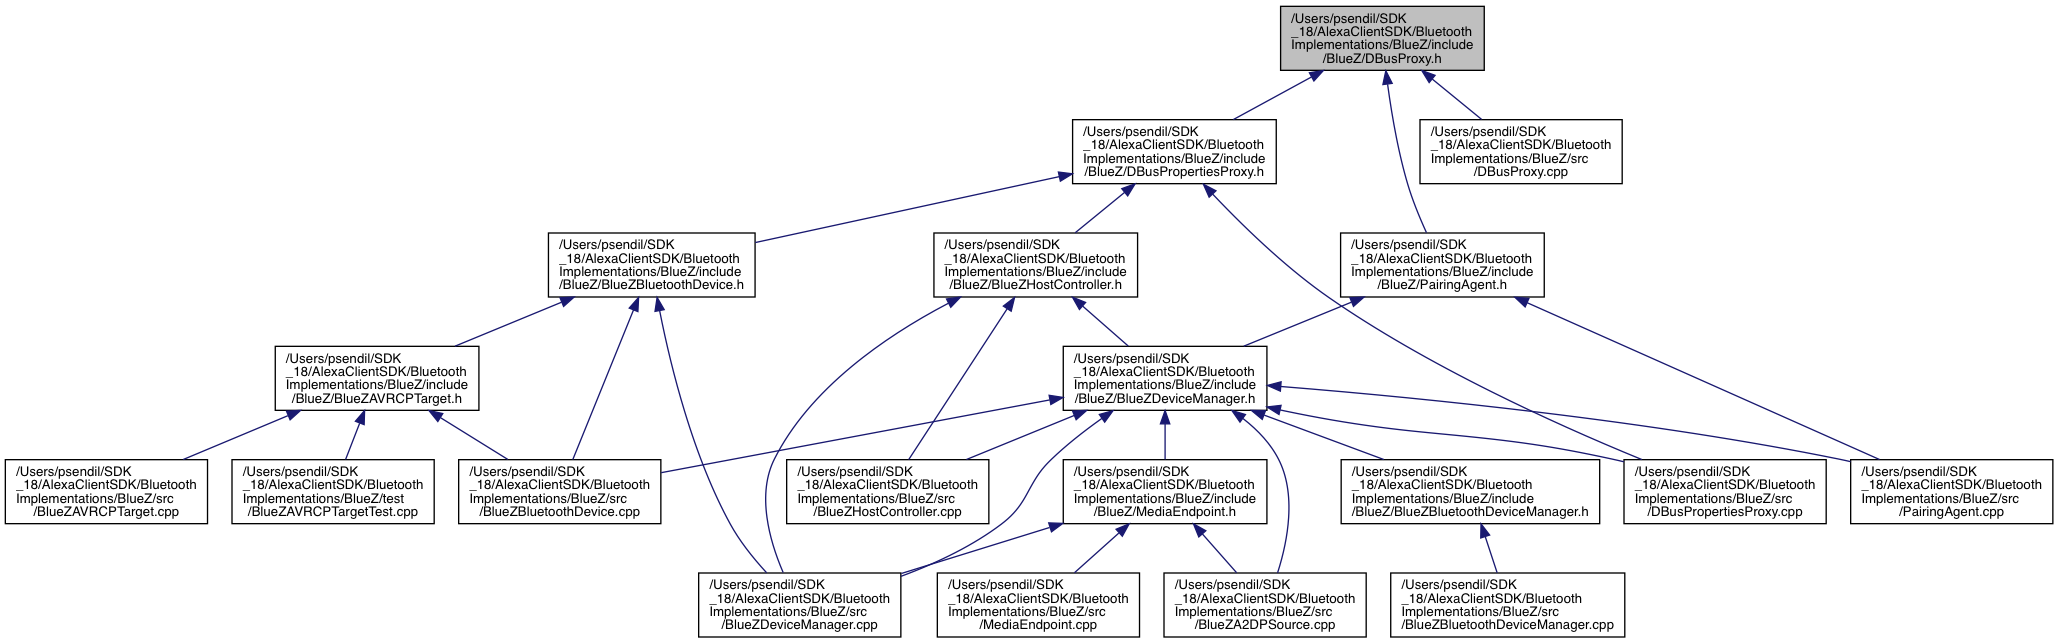 /Users/psendil/SDK
_18/AlexaClientSDK/Bluetooth
Implementations/BlueZ/include
/BlueZ/DBusProxy.h
/Users/psendil/SDK
_18/AlexaClientSDK/Bluetooth
Implementations/BlueZ/include
/BlueZ/DBusPropertiesProxy.h
/Users/psendil/SDK
_18/AlexaClientSDK/Bluetooth
Implementations/BlueZ/src
/DBusProxy.cpp
/Users/psendil/SDK
_18/AlexaClientSDK/Bluetooth
Implementations/BlueZ/include
/BlueZ/BlueZBluetoothDevice.h
/Users/psendil/SDK
_18/AlexaClientSDK/Bluetooth
Implementations/BlueZ/include
/BlueZ/BlueZHostController.h
/Users/psendil/SDK
_18/AlexaClientSDK/Bluetooth
Implementations/BlueZ/include
/BlueZ/PairingAgent.h
/Users/psendil/SDK
_18/AlexaClientSDK/Bluetooth
Implementations/BlueZ/include
/BlueZ/BlueZAVRCPTarget.h
/Users/psendil/SDK
_18/AlexaClientSDK/Bluetooth
Implementations/BlueZ/include
/BlueZ/BlueZDeviceManager.h
/Users/psendil/SDK
_18/AlexaClientSDK/Bluetooth
Implementations/BlueZ/src
/BlueZAVRCPTarget.cpp
/Users/psendil/SDK
_18/AlexaClientSDK/Bluetooth
Implementations/BlueZ/test
/BlueZAVRCPTargetTest.cpp
/Users/psendil/SDK
_18/AlexaClientSDK/Bluetooth
Implementations/BlueZ/src
/BlueZBluetoothDevice.cpp
/Users/psendil/SDK
_18/AlexaClientSDK/Bluetooth
Implementations/BlueZ/src
/BlueZHostController.cpp
/Users/psendil/SDK
_18/AlexaClientSDK/Bluetooth
Implementations/BlueZ/include
/BlueZ/MediaEndpoint.h
/Users/psendil/SDK
_18/AlexaClientSDK/Bluetooth
Implementations/BlueZ/include
/BlueZ/BlueZBluetoothDeviceManager.h
/Users/psendil/SDK
_18/AlexaClientSDK/Bluetooth
Implementations/BlueZ/src
/DBusPropertiesProxy.cpp
/Users/psendil/SDK
_18/AlexaClientSDK/Bluetooth
Implementations/BlueZ/src
/PairingAgent.cpp
/Users/psendil/SDK
_18/AlexaClientSDK/Bluetooth
Implementations/BlueZ/src
/BlueZDeviceManager.cpp
/Users/psendil/SDK
_18/AlexaClientSDK/Bluetooth
Implementations/BlueZ/src
/MediaEndpoint.cpp
/Users/psendil/SDK
_18/AlexaClientSDK/Bluetooth
Implementations/BlueZ/src
/BlueZA2DPSource.cpp
/Users/psendil/SDK
_18/AlexaClientSDK/Bluetooth
Implementations/BlueZ/src
/BlueZBluetoothDeviceManager.cpp